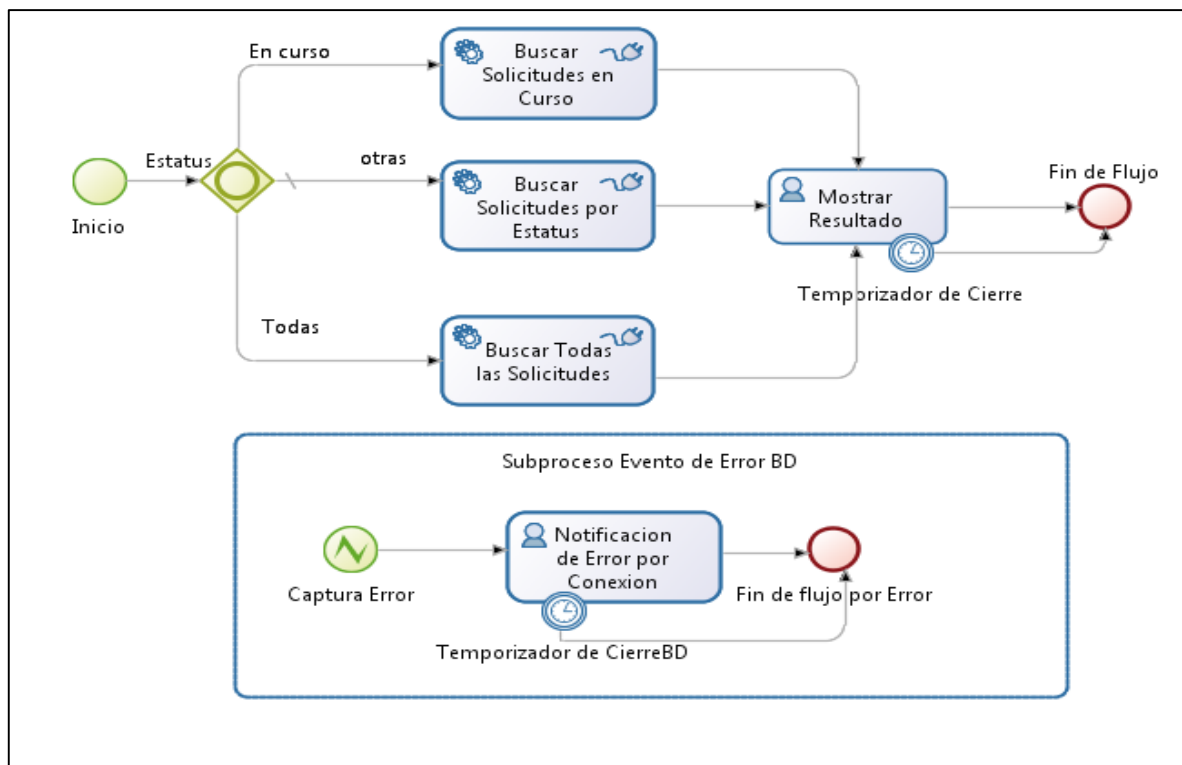 En curso
Buscar
Solicitudes en
Curso
Estatus
otras
Buscar
Solicitudes por
Estatus
Inicio
Mostrar
Resultado
Fin de Flujo
Temporizador de Cierre
Todas
Buscar Todas
las Solicitudes
Subproceso Evento de Error BD
Captura Error
Notificacion
de Error por
Conexion
Fin de flujo por Error
Temporizador de CierreBD